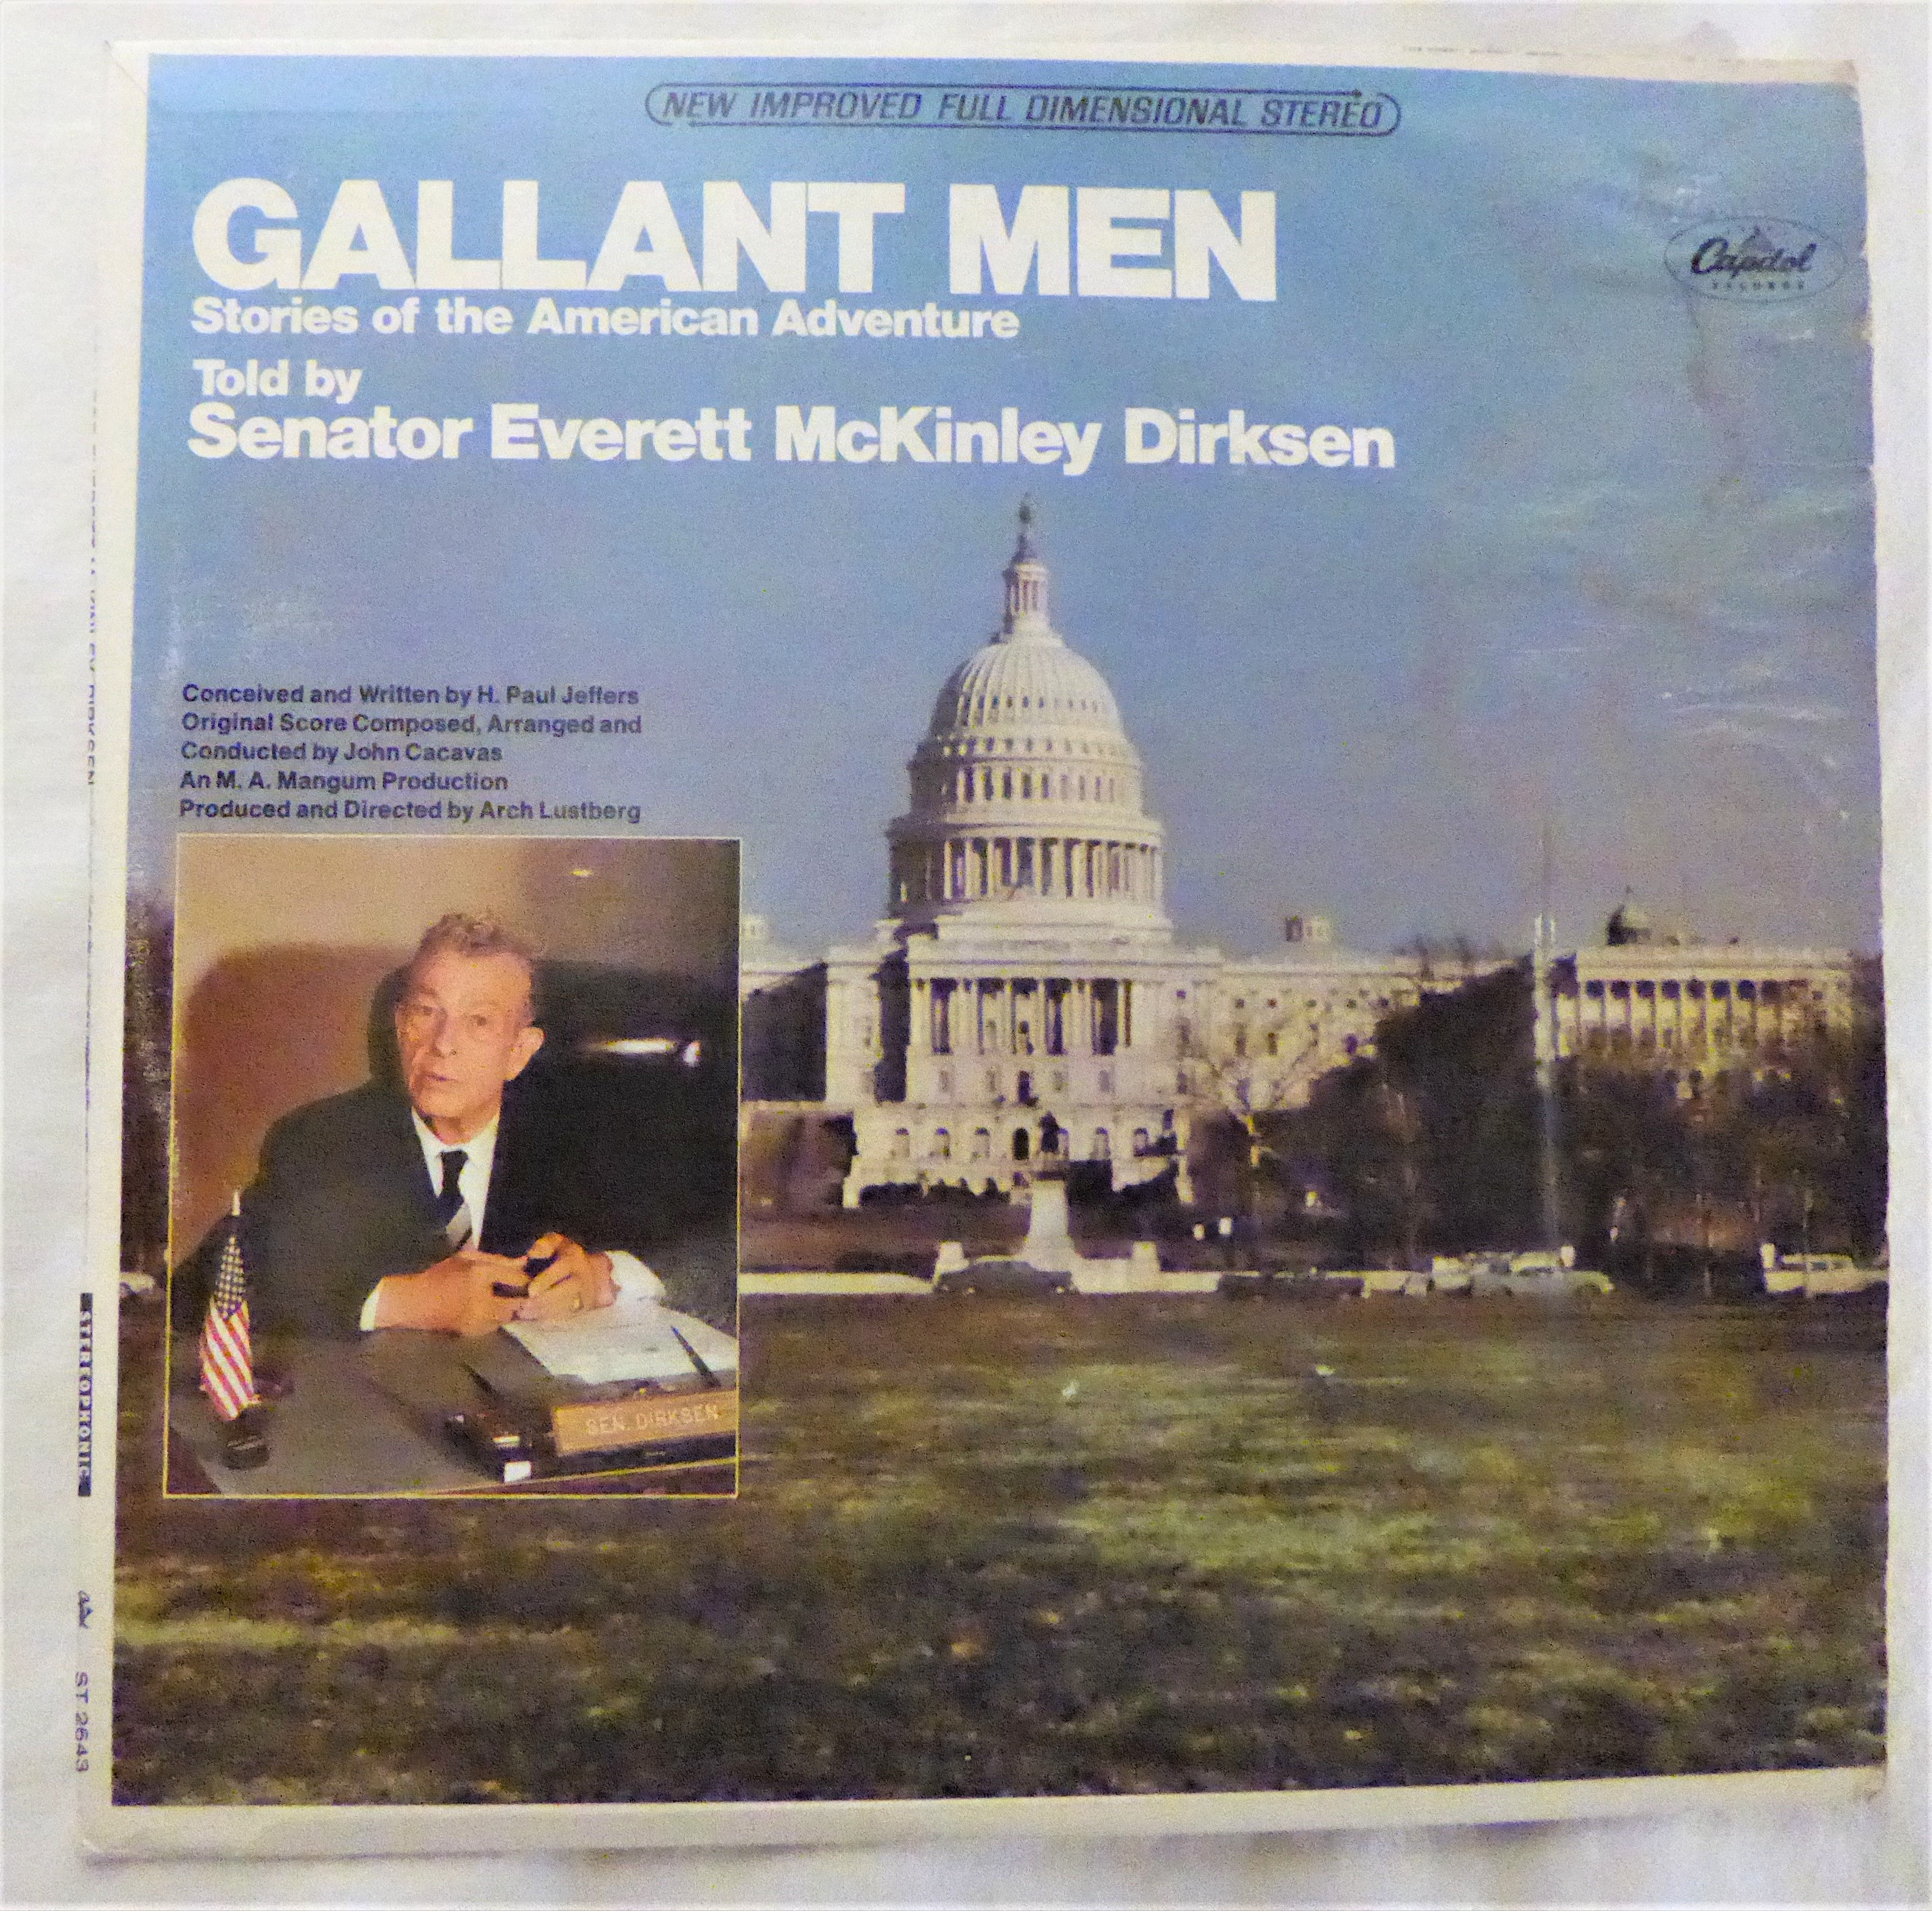 NEW IMPROVED FULL DIMENSIONAL STEREO
GALLANT MEN
Stories of the American Adventure
Told by
Senator Everett McKinley Dirksen
Capitol
RECORDS
Conceived and Written by H. Paul Jeffers
Original Score Composed, Arranged and
Conducted by John Cacavas
An M. A. Mangum Production
Produced and Directed by Arch Lustberg
SEN. DIRKSEN
STEREOPHONIC
ST 2643